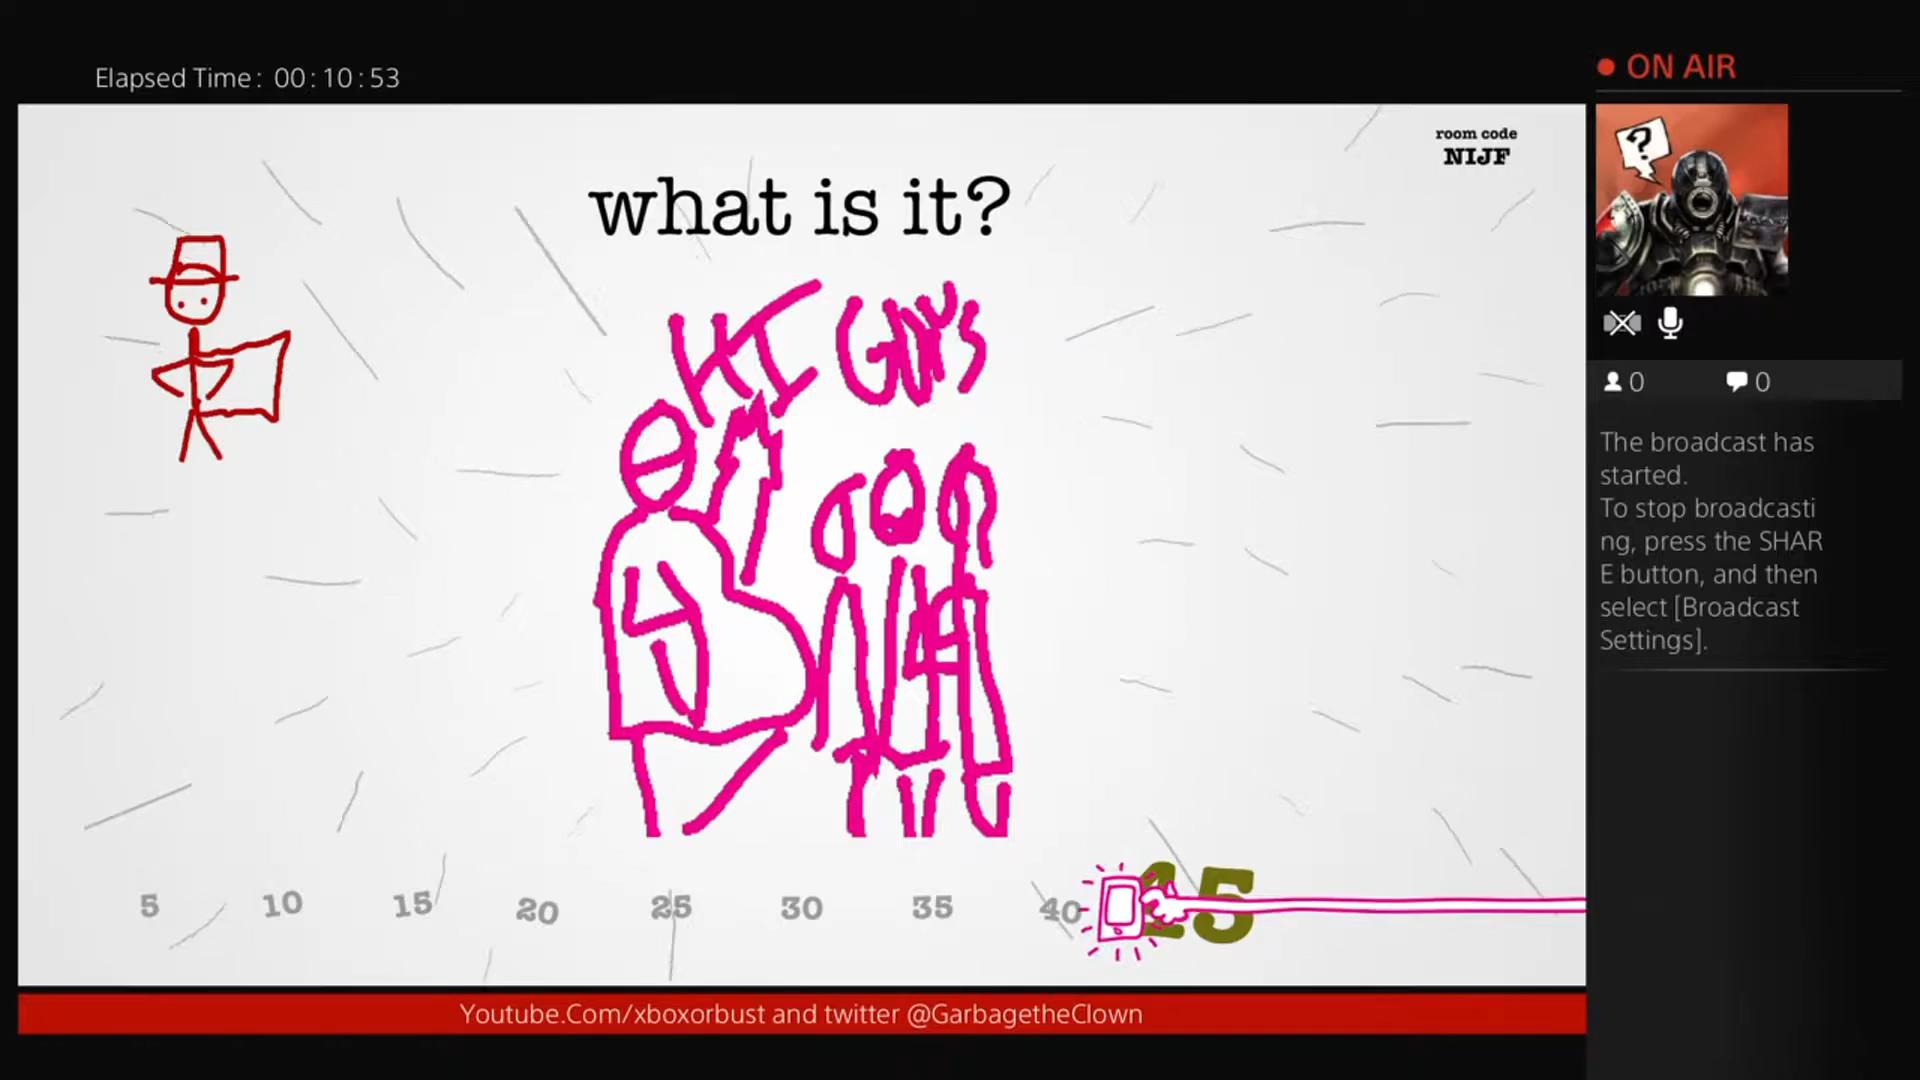 Elapsed Time: 00:10:53
ON AIR
room code
NIJF
what is it?
?
HI GUYS
0 0
The broadcast has
started.
To stop broadcasti
ng, press the SHAR
E button, and then
select [Broadcast
Settings].
5 10 15 20 25 30 35 40 45
Youtube.Com/xboxorbust and twitter @GarbagetheClown